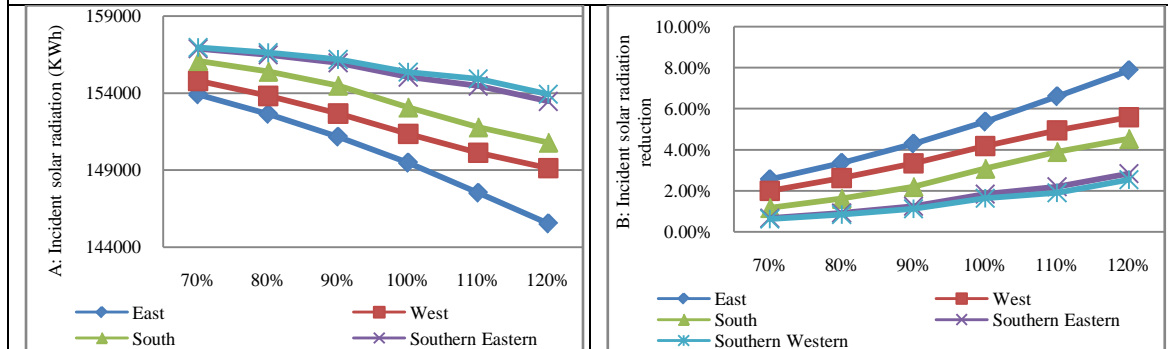 A: Incident solar radiation (KWh)
159000
154000
149000
144000
70% 80% 90% 100% 110% 120%
East West
South Southern Eastern
B: Incident solar radiation
reduction
10.00%
8.00%
6.00%
4.00%
2.00%
0.00%
70% 80% 90% 100% 110% 120%
East West
South Southern Eastern
Southern Western